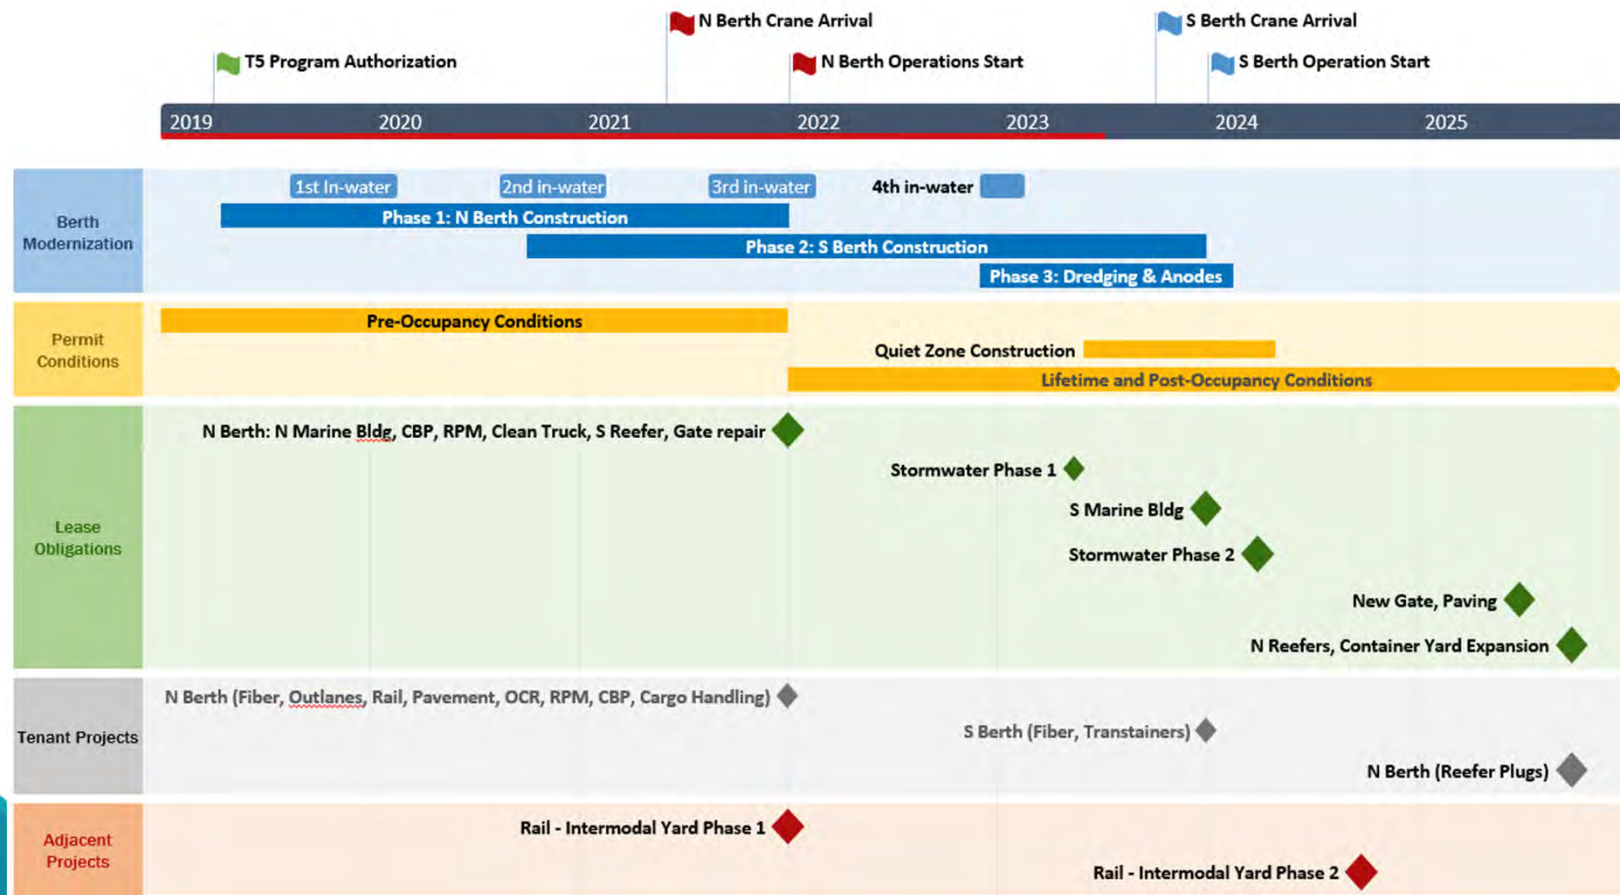 N Berth Crane Arrival
S Berth Crane Arrival
T5 Program Authorization
N Berth Operations Start
S Berth Operation Start
2019 2020 2021 2022 2023 2024 2025
Berth
Modernization
1st In-water
2nd in-water
3rd in-water
4th in-water
Phase 1: N Berth Construction
Phase 2: S Berth Construction
Phase 3: Dredging & Anodes
Permit
Conditions
Pre-Occupancy Conditions
Quiet Zone Construction
Lifetime and Post-Occupancy Conditions
Lease
Obligations
N Berth: N Marine Bldg, CBP, RPM, Clean Truck, S Reefer, Gate repair
Stormwater Phase 1
S Marine Bldg
Stormwater Phase 2
New Gate, Paving
N Reefers, Container Yard Expansion
Tenant Projects
N Berth (Fiber, Outlanes, Rail, Pavement, OCR, RPM, CBP, Cargo Handling)
S Berth (Fiber, Transtainers)
N Berth (Reefer Plugs)
Adjacent
Projects
Rail - Intermodal Yard Phase 1
Rail - Intermodal Yard Phase 2